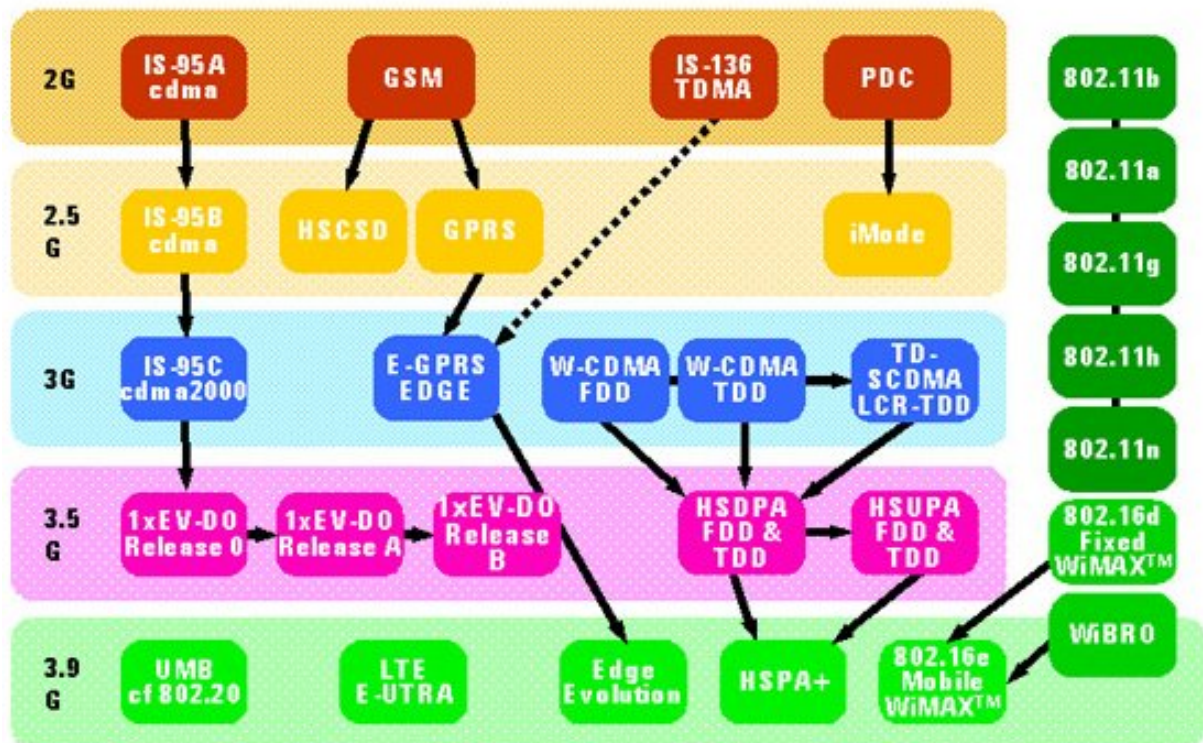 2G
IS-95A
cdma
GSM
IS-136
TDMA
PDC
802.11b
802.11a
2.5
G
IS-95B
cdma
HSCSD
GPRS
iMode
802.11g
3G
IS-95C
cdma2000
E-GPRS
EDGE
W-CDMA
FDD
W-CDMA
TDD
TD-
SCDMA
LCR-TDD
802.11h
802.11n
3.5
G
1xEV-DO
Release 0
1xEV-DO
Release A
1xEV-DO
Release
B
HSDPA
FDD &
TDD
HSUPA
FDD &
TDD
802.16d
Fixed
WiMAX™
3.9
G
UMB
cf 802.20
LTE
E-UTRA
Edge
Evolution
HSPA+
802.16e
Mobile
WiMAX™
WiBRO